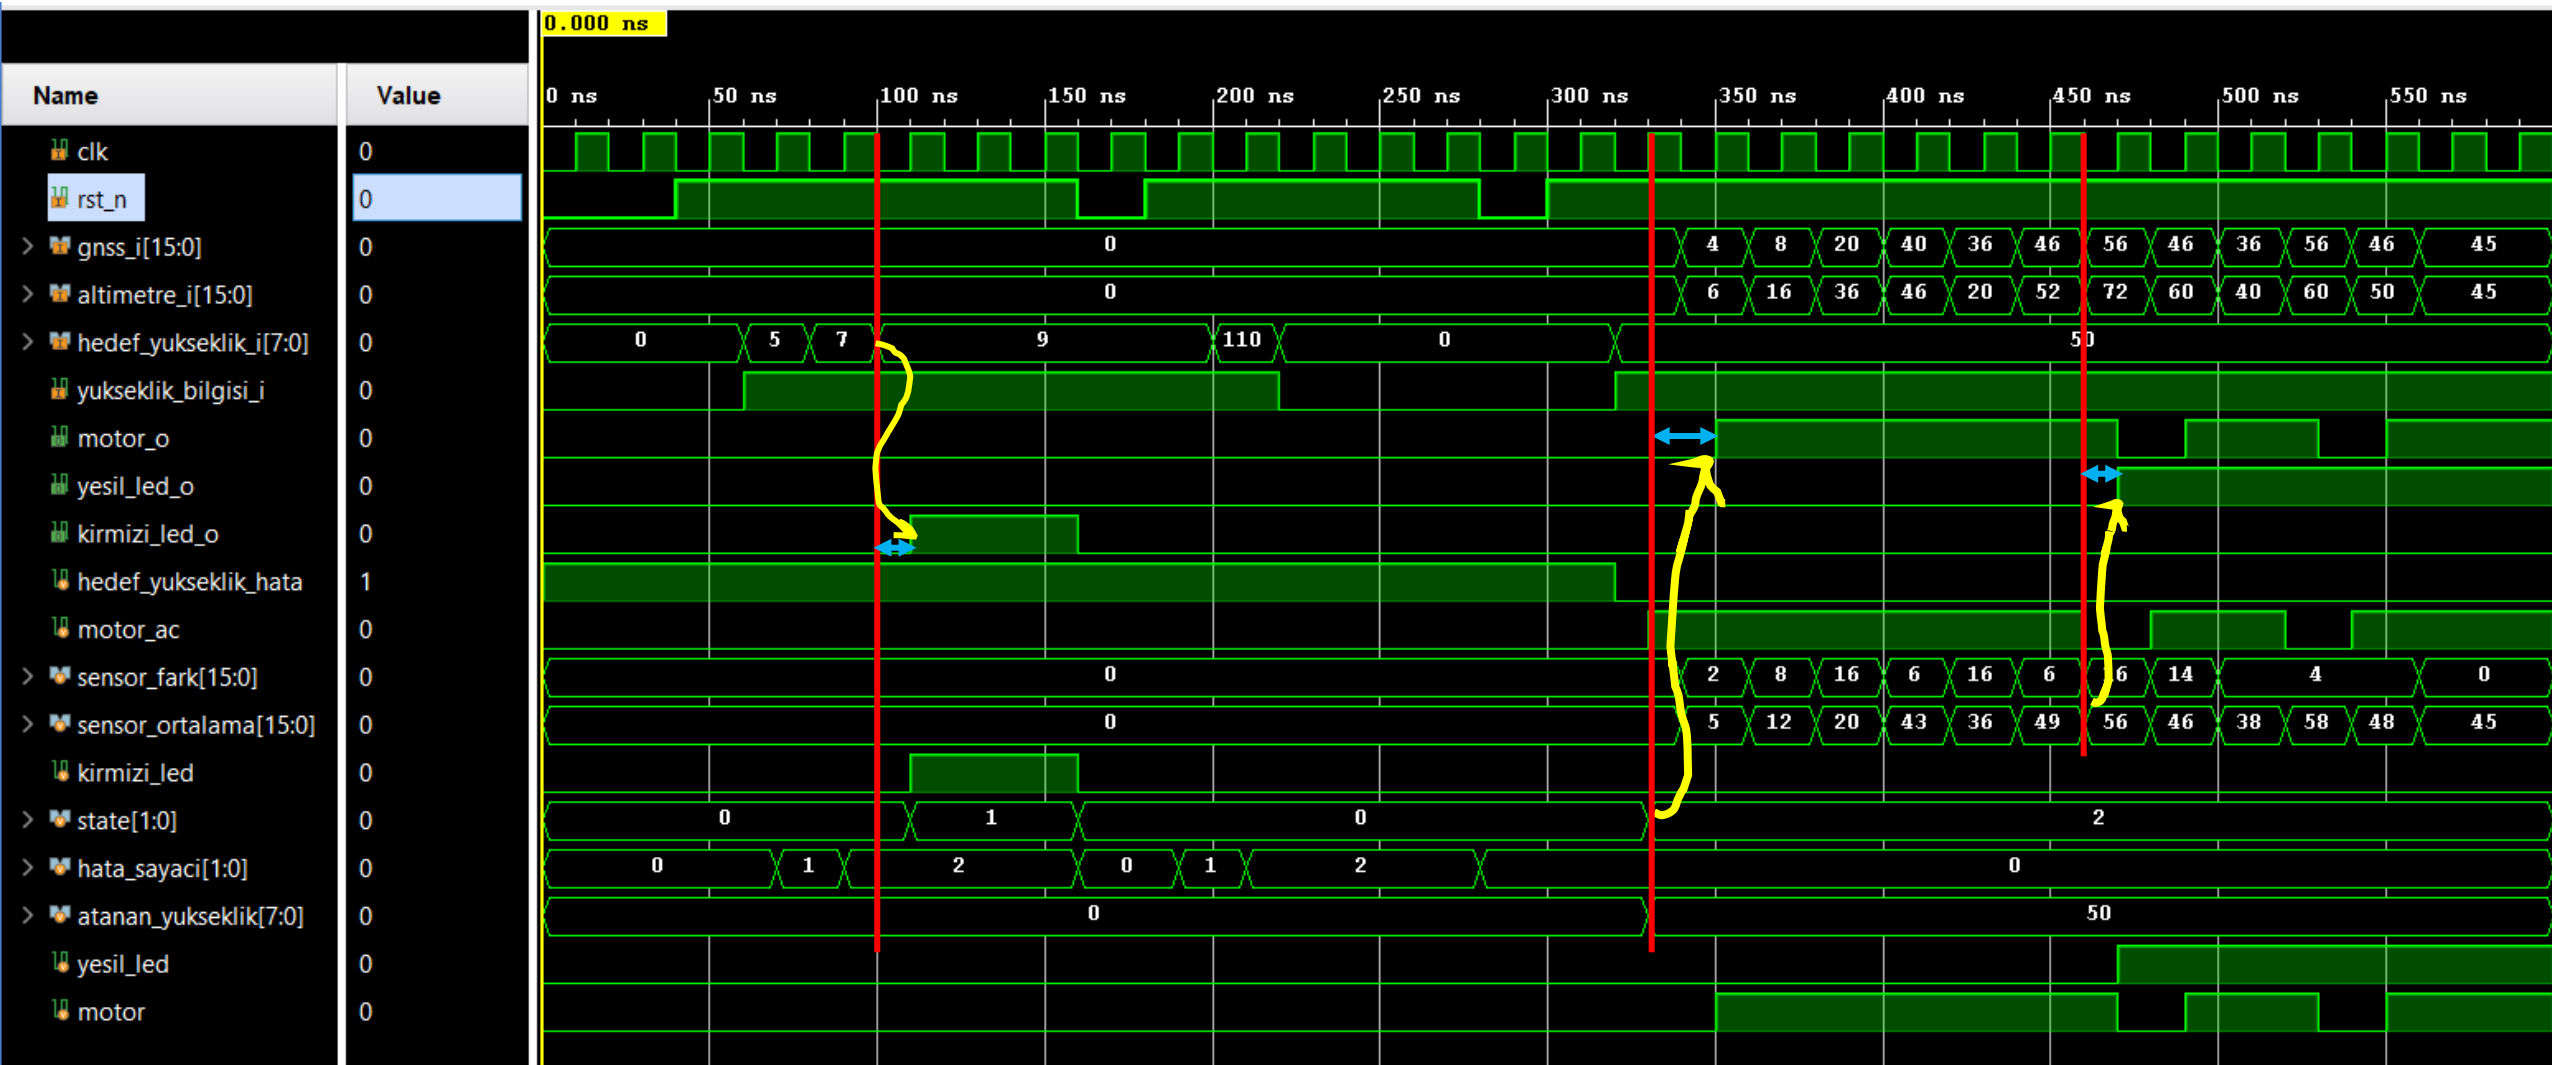 0.000 ns
Name Value
0 ns 50 ns 100 ns 150 ns 200 ns 250 ns 300 ns 350 ns 400 ns 450 ns 500 ns 550 ns
clk 0
rst_n 0
gnss_i[15:0] 0 0 4 8 20 40 36 46 56 46 36 56 46 45
altimetre_i[15:0] 0 0 6 16 36 46 20 52 72 60 40 60 50 45
hedef_yukseklik_i[7:0] 0 0 5 7 9 110 0 50
yukseklik_bilgisi_i 0
motor_o 0
yesil_led_o 0
kirmizi_led_o 0
hedef_yukseklik_hata 1
motor_ac 0
sensor_fark[15:0] 0 0 2 8 16 6 16 6 16 14 4 0
sensor_ortalama[15:0] 0 0 5 12 20 43 36 49 56 46 38 58 48 45
kirmizi_led 0
state[1:0] 0 0 1 0 2
hata_sayaci[1:0] 0 0 1 2 0 1 2 0
atanan_yukseklik[7:0] 0 0 50
yesil_led 0
motor 0